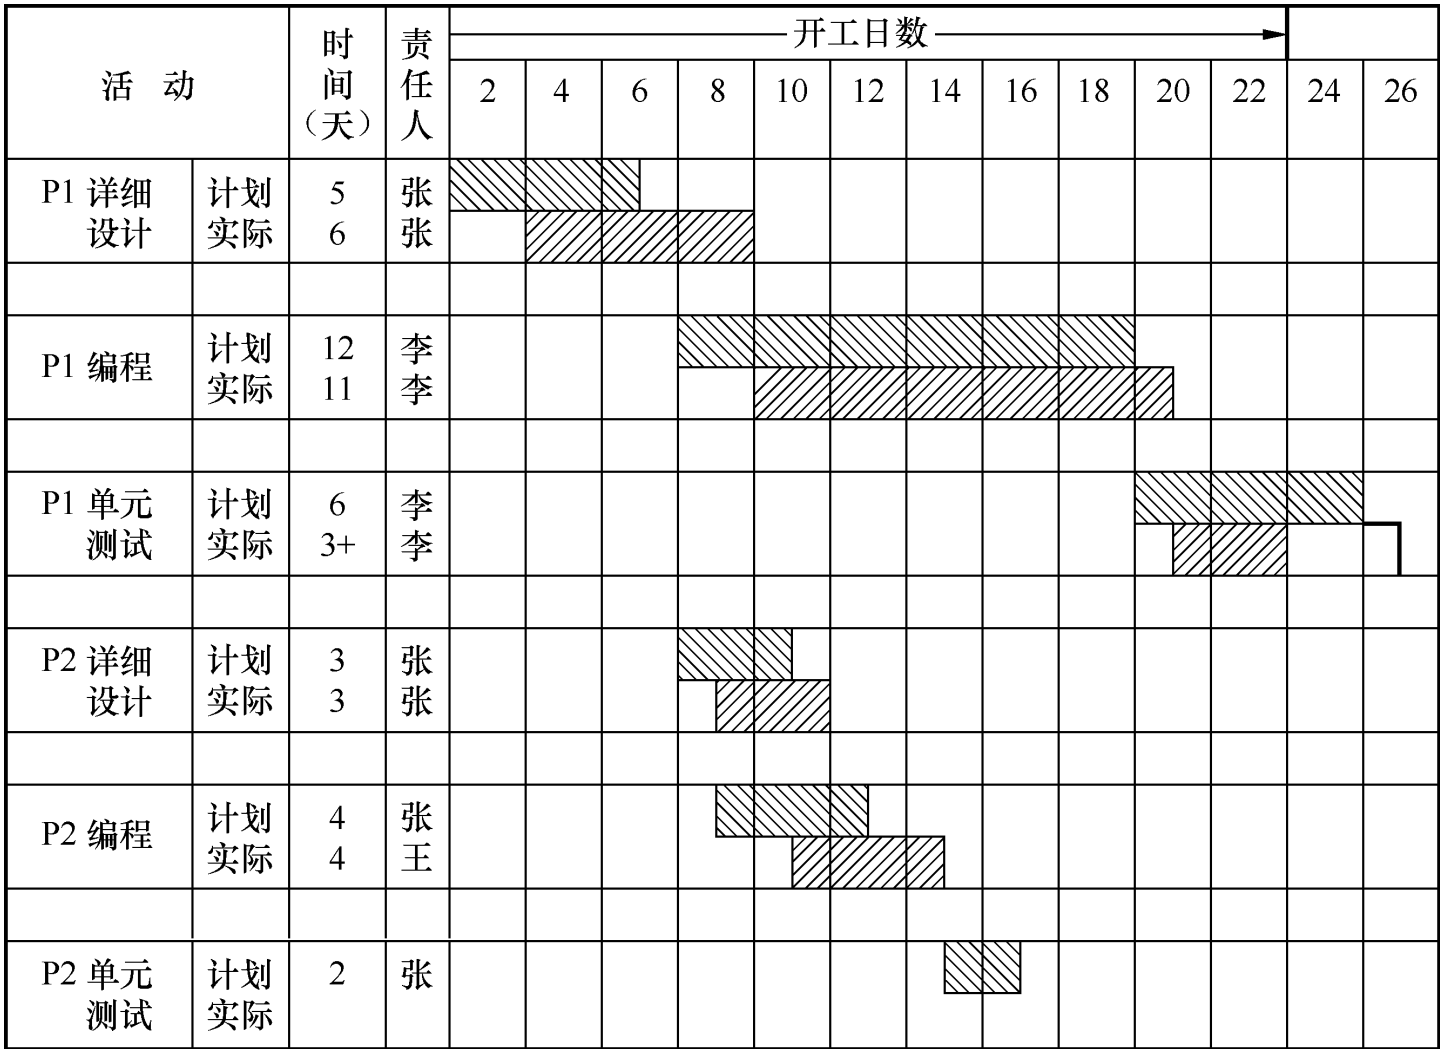 活 动
时间(天)
责任人
开工日数
2 4 6 8 10 12 14 16 18 20 22 24 26
P1 详细 计划 5 张
设计 实际 6 张
P1 编程
计划 12 李
实际 11 李
P1 单元 计划 6 李
测试 实际 3+ 李
P2 详细 计划 3 张
设计 实际 3 张
P2 编程
计划 4 张
实际 4 王
P2 单元 计划 2 张
测试 实际